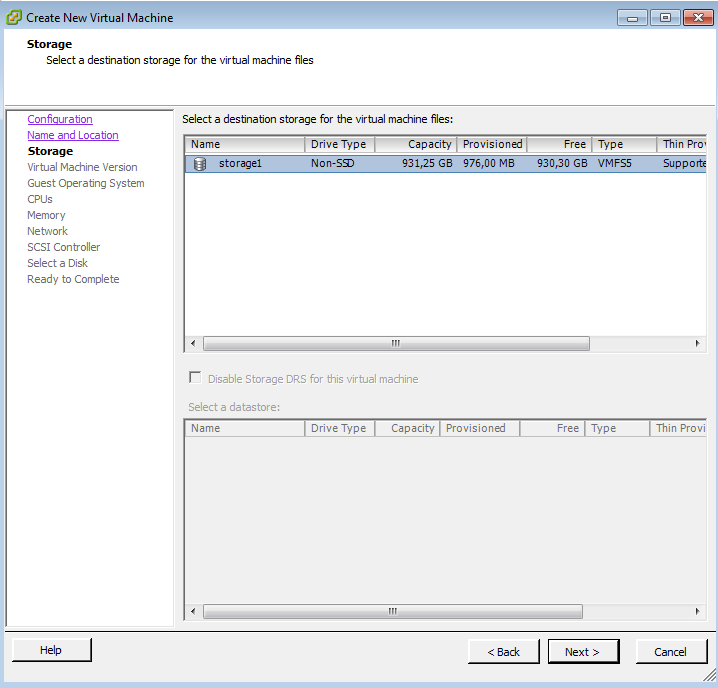 Create New Virtual Machine
Storage
Select a destination storage for the virtual machine files
Configuration
Name and Location
Storage
Virtual Machine Version
Guest Operating System
CPUs
Memory
Network
SCSI Controller
Select a Disk
Ready to Complete
Select a destination storage for the virtual machine files:
Name Drive Type Capacity Provisioned Free Type Thin Prov
storage1 Non-SSD 931,25 GB 976,00 MB 930,30 GB VMFS5 Supporte
Disable Storage DRS for this virtual machine
Select a datastore:
Name Drive Type Capacity Provisioned Free Type Thin Provi
Help < Back Next > Cancel